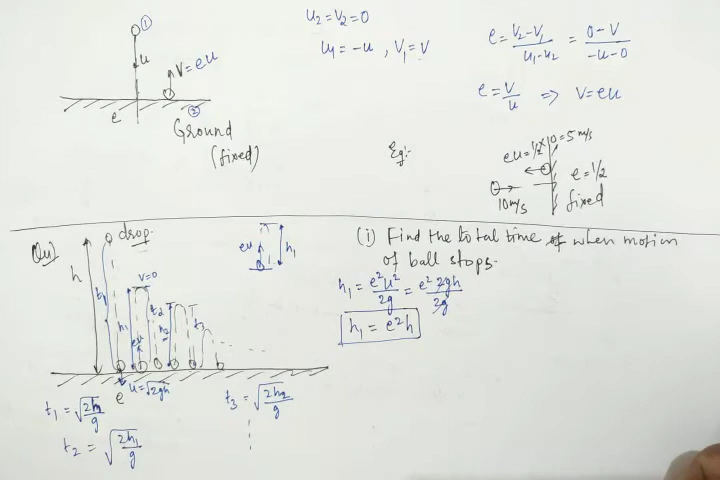 ①
u
v = eu
②
e
Ground
(fixed)
u₂ = v₂ = 0
u₁ = -u , v₁ = v
e = (v₂ - v₁)/(u₁ - u₂) = (0 - v)/(-u - 0)
e = v/u ⇒ v = eu
Eg:-
eu = 1/2 × 10 = 5 m/s
10 m/s
e = 1/2
fixed
Qu)
drop
h
v=0
h₁
eu
t₂
h₂
t₃
u = √2gh
e
eu
h₁
t₁ = √(2h/g)
t₂ = √(2h₁/g)
t₃ = √(2h₂/g)
(i) Find the total time when motion
of ball stops.
h₁ = e²u²/2g = e² 2gh/2g
h₁ = e²h